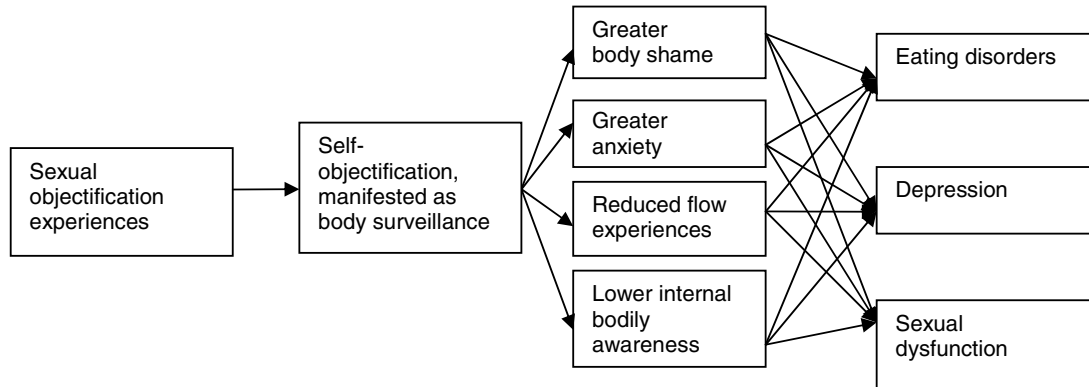 Sexual
objectification
experiences
Self-
objectification,
manifested as
body surveillance
Greater
body shame
Greater
anxiety
Reduced flow
experiences
Lower internal
bodily
awareness
Eating disorders
Depression
Sexual
dysfunction